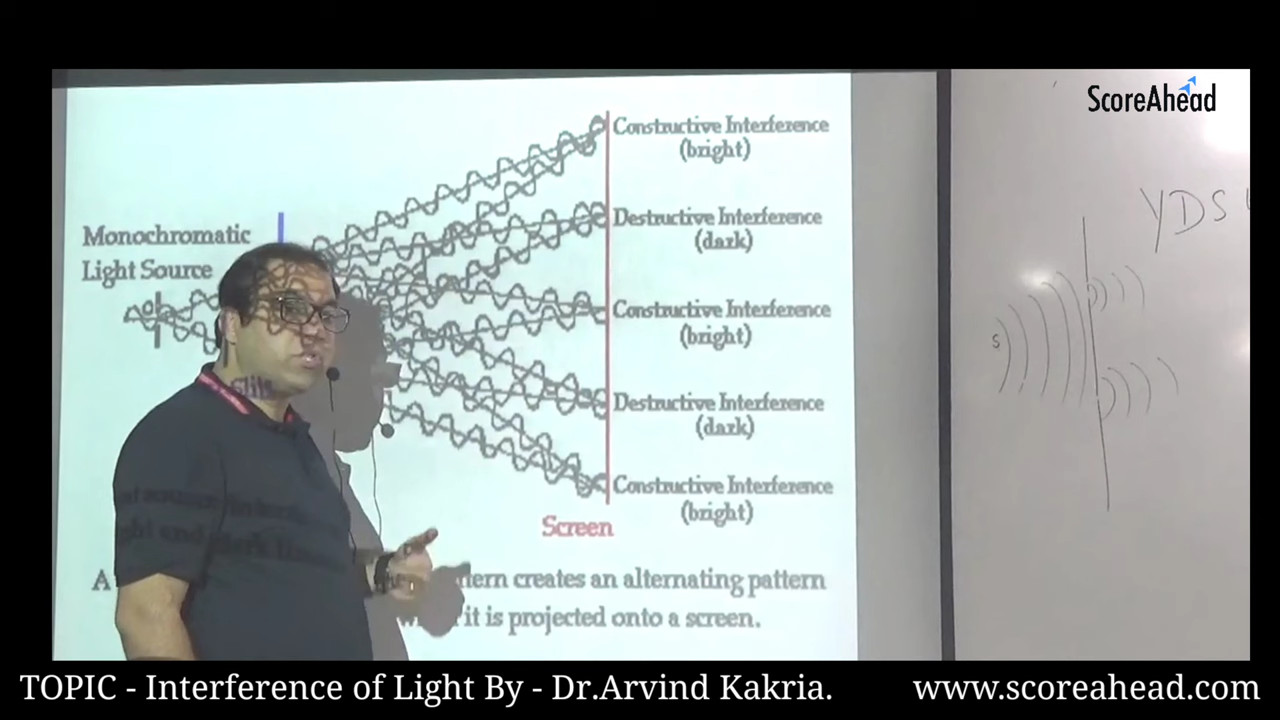 ScoreAhead
Constructive Interference
(bright)
Destructive Interference
(dark)
Monochromatic
Light Source
Constructive Interference
(bright)
Slits
Destructive Interference
(dark)
Constructive Interference
(bright)
Screen
A
pattern creates an alternating pattern
it is projected onto a screen.
YDS
S
TOPIC - Interference of Light By - Dr.Arvind Kakria.
www.scoreahead.com